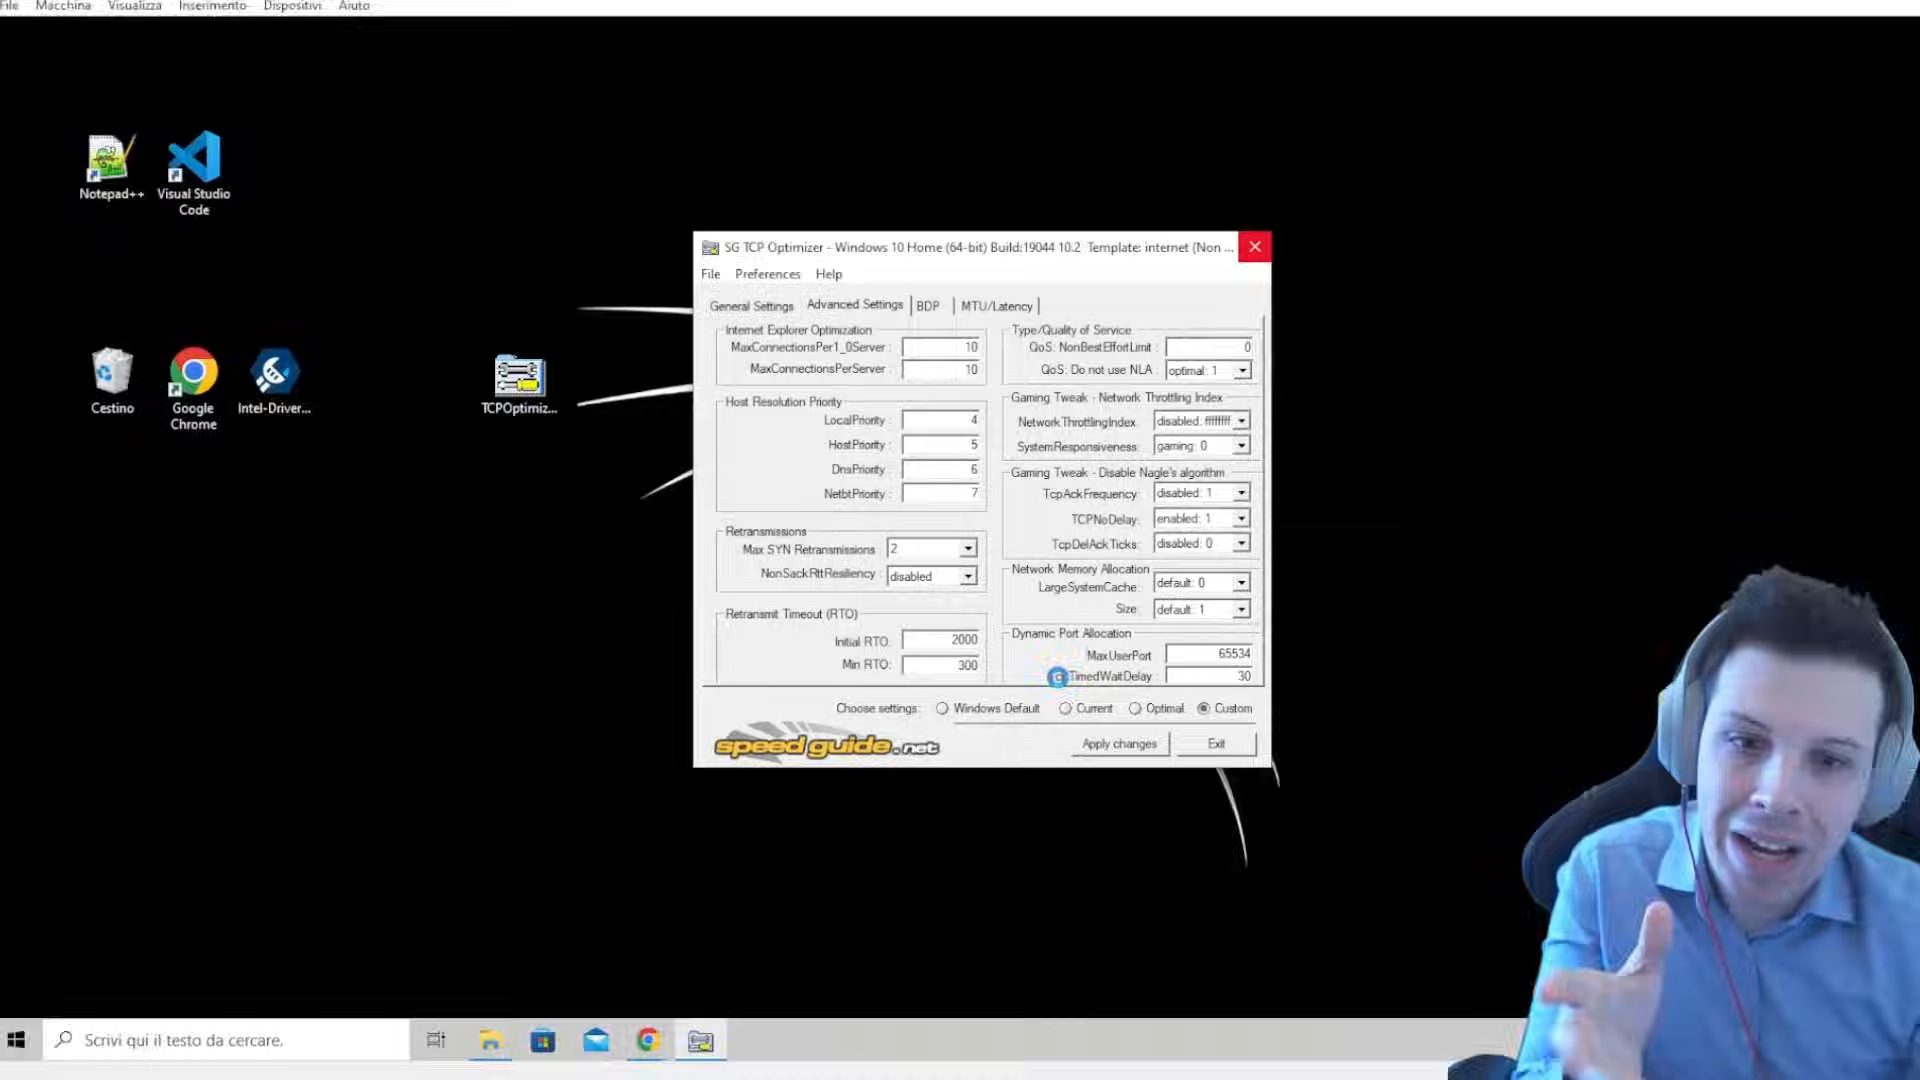 File Macchina Visualizza Inserimento Dispositivi Aiuto
Notepad++
Visual Studio
Code
Cestino
Google
Chrome
Intel-Driver...
TCPOptimiz...
SG TCP Optimizer - Windows 10 Home (64-bit) Build:19044 10.2 Template: internet (Non ...
File Preferences Help
General Settings Advanced Settings BDP MTU/Latency
Internet Explorer Optimization
MaxConnectionsPer1_0Server : 10
MaxConnectionsPerServer : 10
Host Resolution Priority
LocalPriority : 4
HostPriority : 5
DnsPriority : 6
NetbtPriority : 7
Retransmissions
Max SYN Retransmissions 2
NonSackRttResiliency : disabled
Retransmit Timeout (RTO)
Initial RTO: 2000
Min RTO: 300
Type/Quality of Service
QoS: NonBestEffortLimit : 0
QoS: Do not use NLA : optimal: 1
Gaming Tweak - Network Throttling Index
NetworkThrottlingIndex: disabled: ffffffff
SystemResponsiveness: gaming: 0
Gaming Tweak - Disable Nagle's algorithm
TcpAckFrequency: disabled: 1
TCPNoDelay: enabled: 1
TcpDelAckTicks: disabled: 0
Network Memory Allocation
LargeSystemCache: default: 0
Size: default: 1
Dynamic Port Allocation
MaxUserPort : 65534
TimedWaitDelay : 30
Choose settings: Windows Default Current Optimal Custom
speedguide.net
Apply changes Exit
Scrivi qui il testo da cercare.